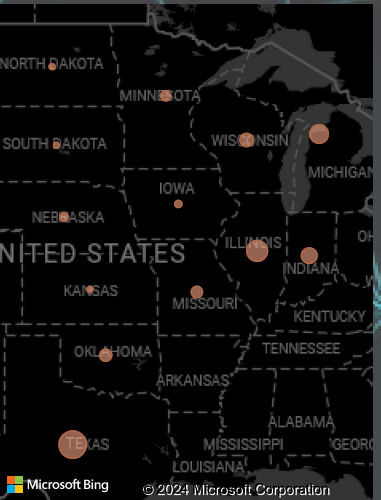 NORTH DAKOTA
MINNESOTA
SOUTH DAKOTA
WISCONSIN
MICHIGAN
IOWA
NEBRASKA
NITED STATES
ILLINOIS
OH
INDIANA
W
KANSAS
MISSOURI
KENTUCKY
OKLAHOMA
TENNESSEE
ARKANSAS
ALABAMA
TEXAS
MISSISSIPPI
GEORG
LOUISIANA
Microsoft Bing
© 2024 Microsoft Corporation